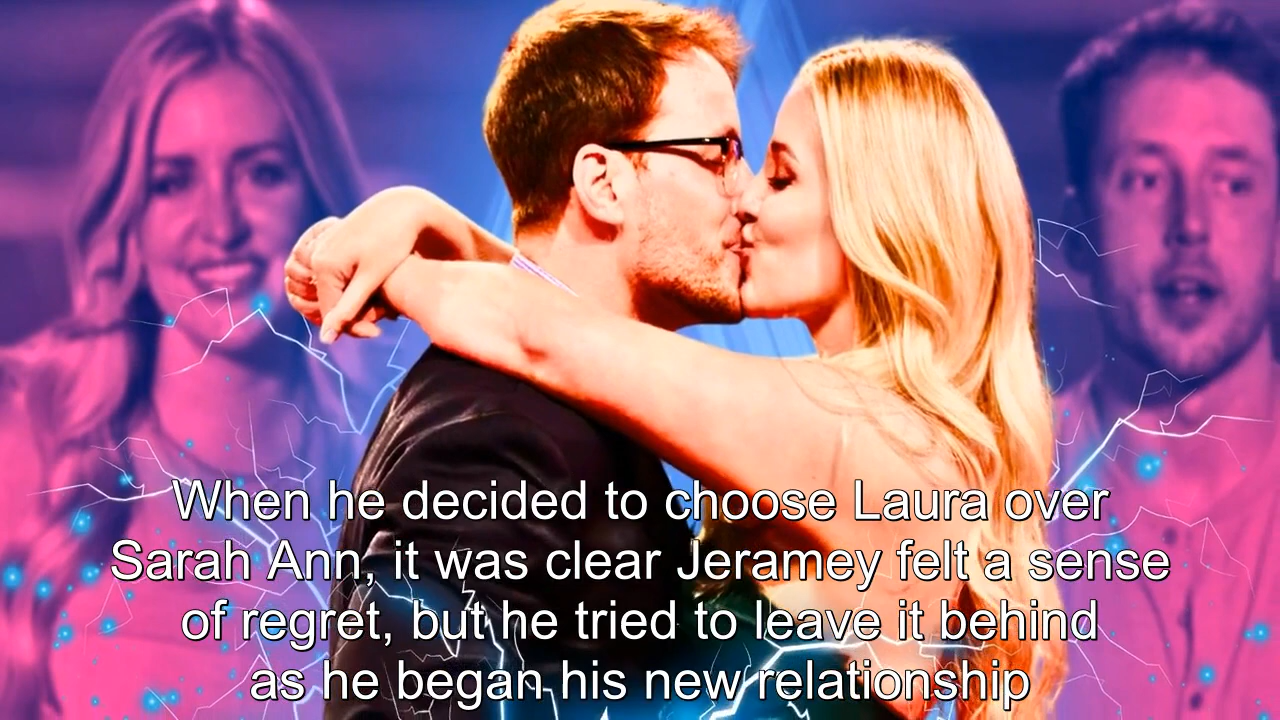 When he decided to choose Laura over
Sarah Ann, it was clear Jeramey felt a sense
of regret, but he tried to leave it behind
as he began his new relationship